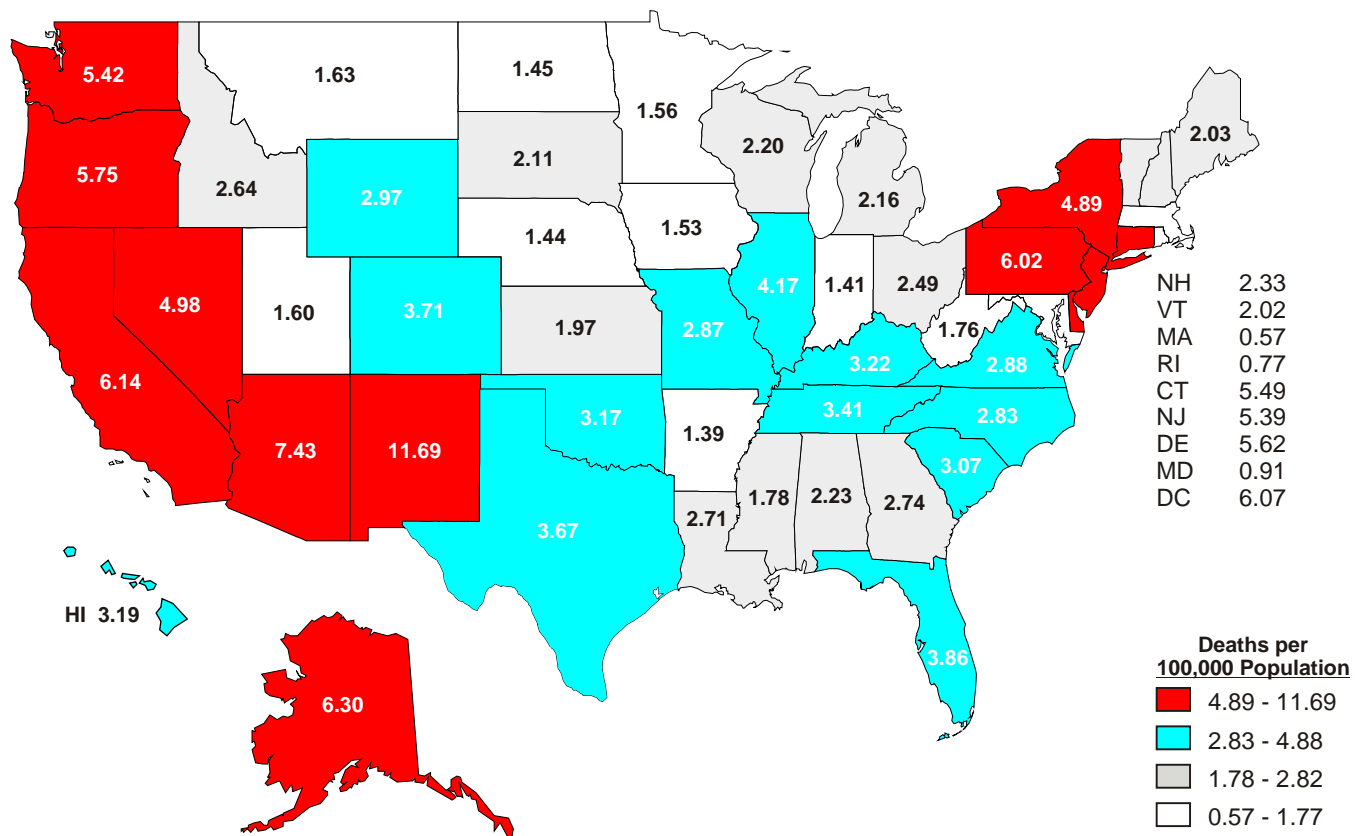 5.42
1.63
1.45
1.56
2.03
2.20
2.11
5.75
2.64
2.97
2.16
4.89
1.53
1.44
6.02
4.17
1.41
2.49
4.98
1.60
3.71
1.97
2.87
1.76
3.22
2.88
6.14
3.41
2.83
3.17
1.39
7.43
11.69
3.07
1.78
2.23
2.74
2.71
3.67
3.86
HI 3.19
6.30
NH 2.33
VT 2.02
MA 0.57
RI 0.77
CT 5.49
NJ 5.39
DE 5.62
MD 0.91
DC 6.07
Deaths per
100,000 Population
4.89 - 11.69
2.83 - 4.88
1.78 - 2.82
0.57 - 1.77